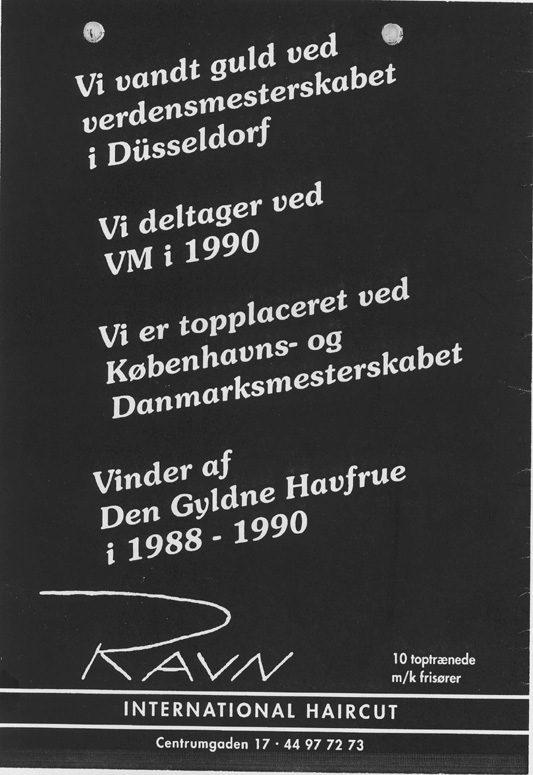 Vi vandt guld ved
verdensmesterskabet
i Düsseldorf
Vi deltager ved
VM i 1990
Vi er topplaceret ved
Københavns- og
Danmarksmesterskabet
Vinder af
Den Gyldne Havfrue
i 1988 - 1990
RAVN
10 toptrænede
m/k frisører
INTERNATIONAL HAIRCUT
Centrumgaden 17 · 44 97 72 73